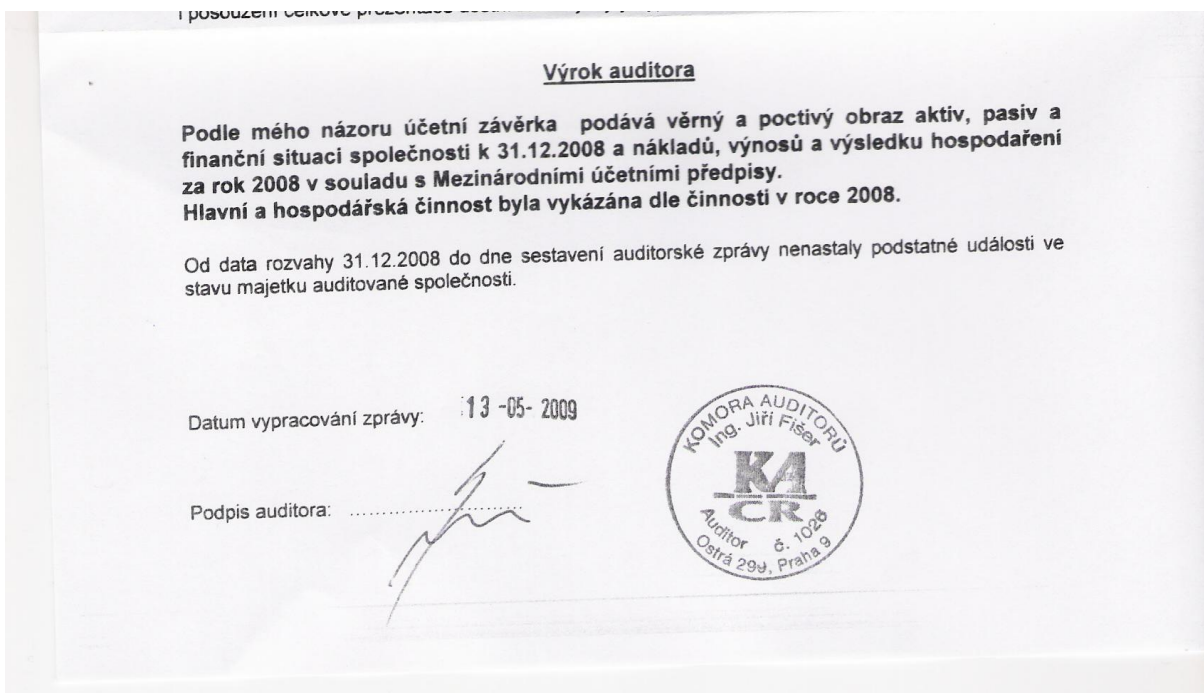 i posouzení celkové prezentace
Výrok auditora
Podle mého názoru účetní závěrka podává věrný a poctivý obraz aktiv, pasiv a
finanční situaci společnosti k 31.12.2008 a nákladů, výnosů a výsledku hospodaření
za rok 2008 v souladu s Mezinárodními účetními předpisy.
Hlavní a hospodářská činnost byla vykázána dle činnosti v roce 2008.
Od data rozvahy 31.12.2008 do dne sestavení auditorské zprávy nenastaly podstatné události ve
stavu majetku auditované společnosti.
Datum vypracování zprávy: 13 -05- 2009
Podpis auditora: ........................
KOMORA AUDITORŮ
Ing. Jiří Fišer
KA
ČR
Auditor č. 1026
Ostrá 299, Praha 9